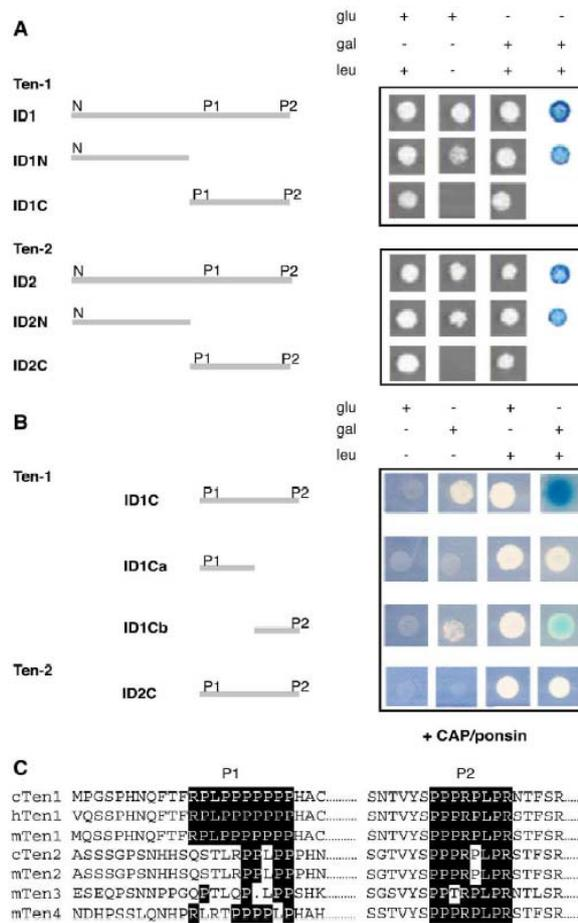 A
glu + + - -
gal - - + +
leu + - + +
Ten-1
N P1 P2
ID1
N
ID1N
P1 P2
ID1C
Ten-2
N P1 P2
ID2
N
ID2N
P1 P2
ID2C
B
glu + - + -
gal - + - +
leu - - + +
Ten-1
P1 P2
ID1C
P1
ID1Ca
P2
ID1Cb
Ten-2
P1 P2
ID2C
+ CAP/ponsin
C
P1 P2
cTen1 MPGSPHNQFTFRPLPPPPPPPHAC.......... SNTVYSPPPRPLPRNTFSR....
hTen1 VQSSPHNQFTFRPLPPPPPPPHAC.......... SNTVYSPPPRPLPRNTFSR....
mTen1 MQSSPHNQFTFRPLPPPPPPPHAC.......... SNTVYSPPPRPLPRNTFSR....
cTen2 ASSSGPSNHHSQSTLRPPLPPPHN.......... SGTVYSPPPRPLPRSTFSR....
mTen2 ASSSGPSNHHSQSTLRPPLPPPHN.......... SGTVYSPPPRPLPRSTFSR....
mTen3 ESEQPSNNPPGQPTLQP.LPPSHK.......... SGSVYSPPTRPLPRNTLSR....
mTen4 NDHPSSLQNHPRLRTPPPPLPHAH.......... SGTVYSPPPRPLPRSTFSR....